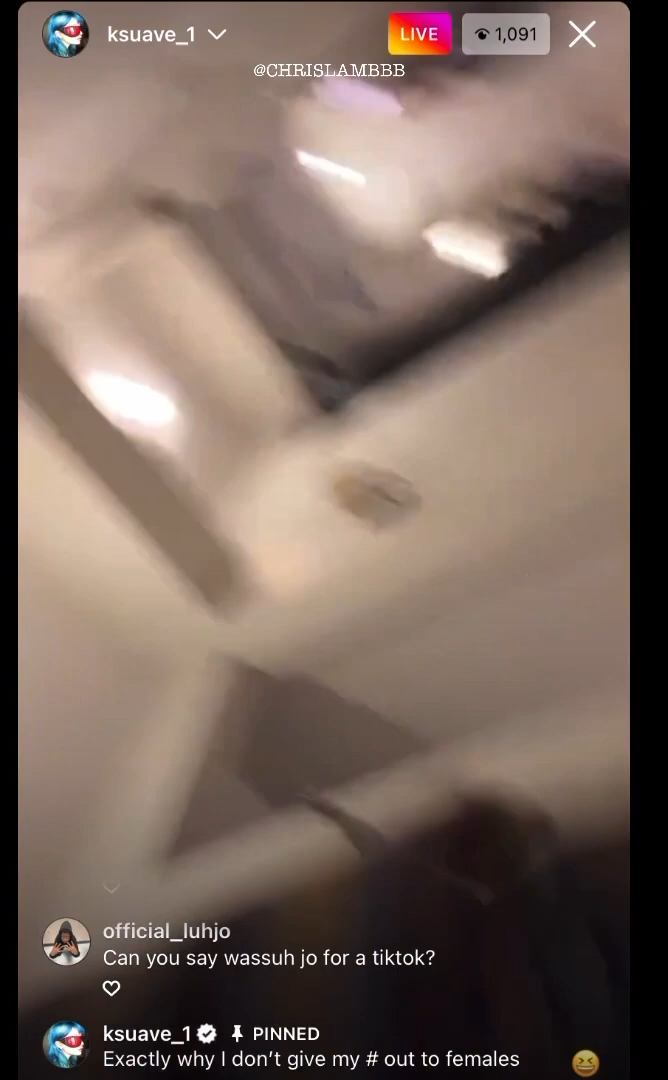 ksuave_1
LIVE
1,091
@CHRISLAMBBB
official_luhjo
Can you say wassuh jo for a tiktok?
ksuave_1 PINNED
Exactly why I don’t give my # out to females